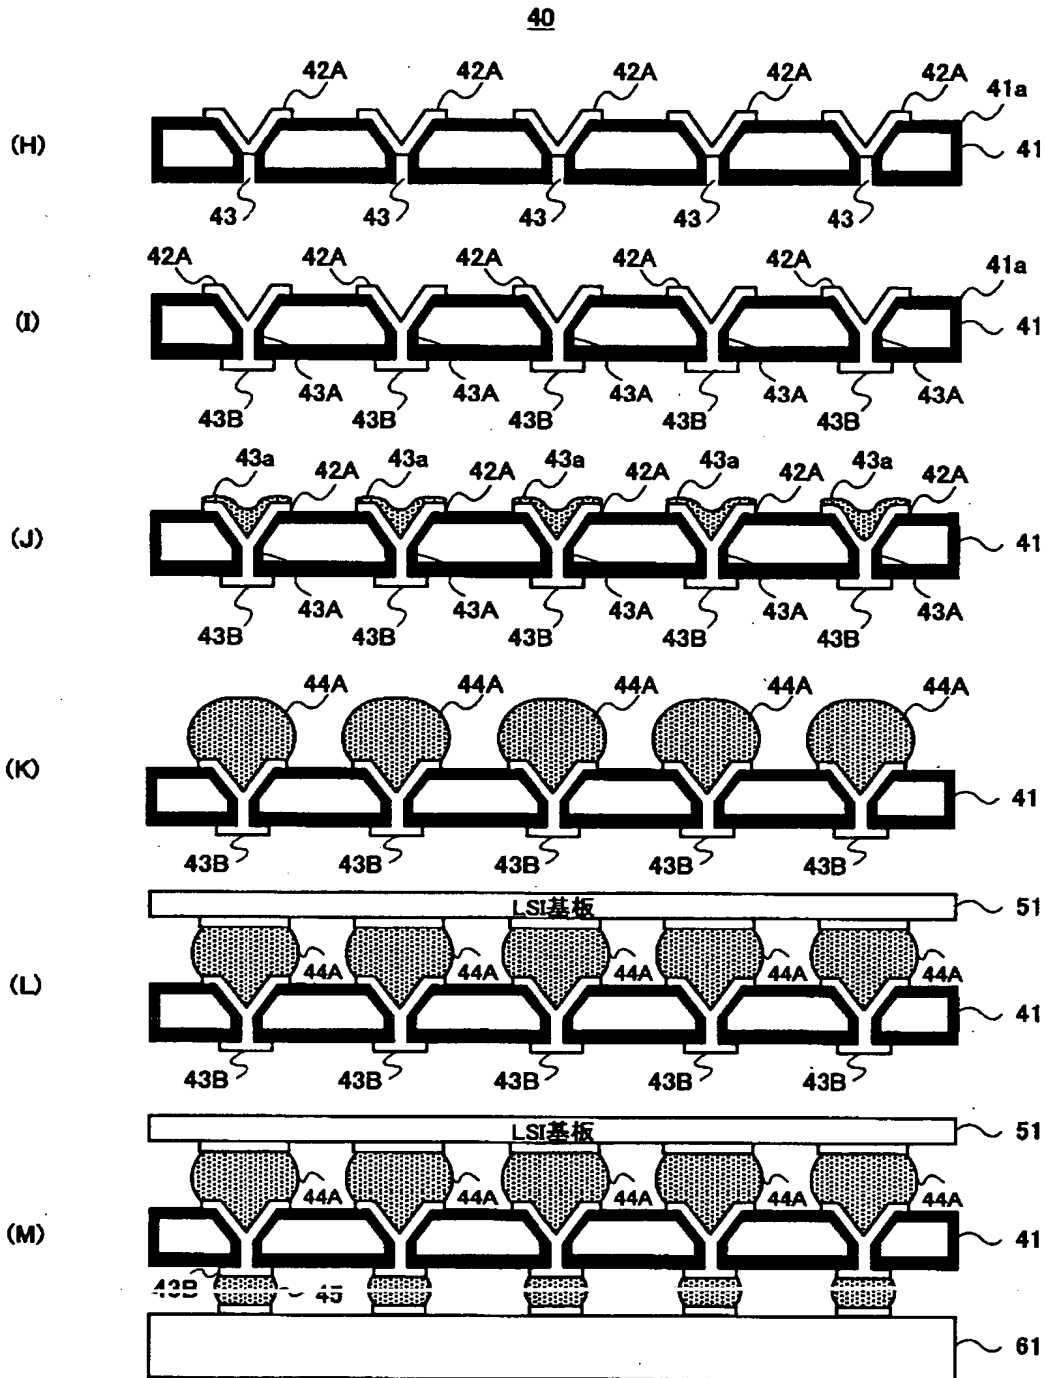 40
42A 42A 42A 42A 42A 41a
(H) 41
43 43 43 43 43
42A 42A 42A 42A 42A 41a
(I) 41
43B 43A 43B 43A 43B 43A 43B 43A 43B 43A
43a 42A 43a 42A 43a 42A 43a 42A 43a 42A
(J) 41
43B 43A 43B 43A 43B 43A 43B 43A 43B 43A
44A 44A 44A 44A 44A
(K) 41
43B 43B 43B 43B 43B
LSI基板 51
44A 44A 44A 44A 44A
(L) 41
43B 43B 43B 43B 43B
LSI基板 51
44A 44A 44A 44A 44A
(M) 41
43B 45
61